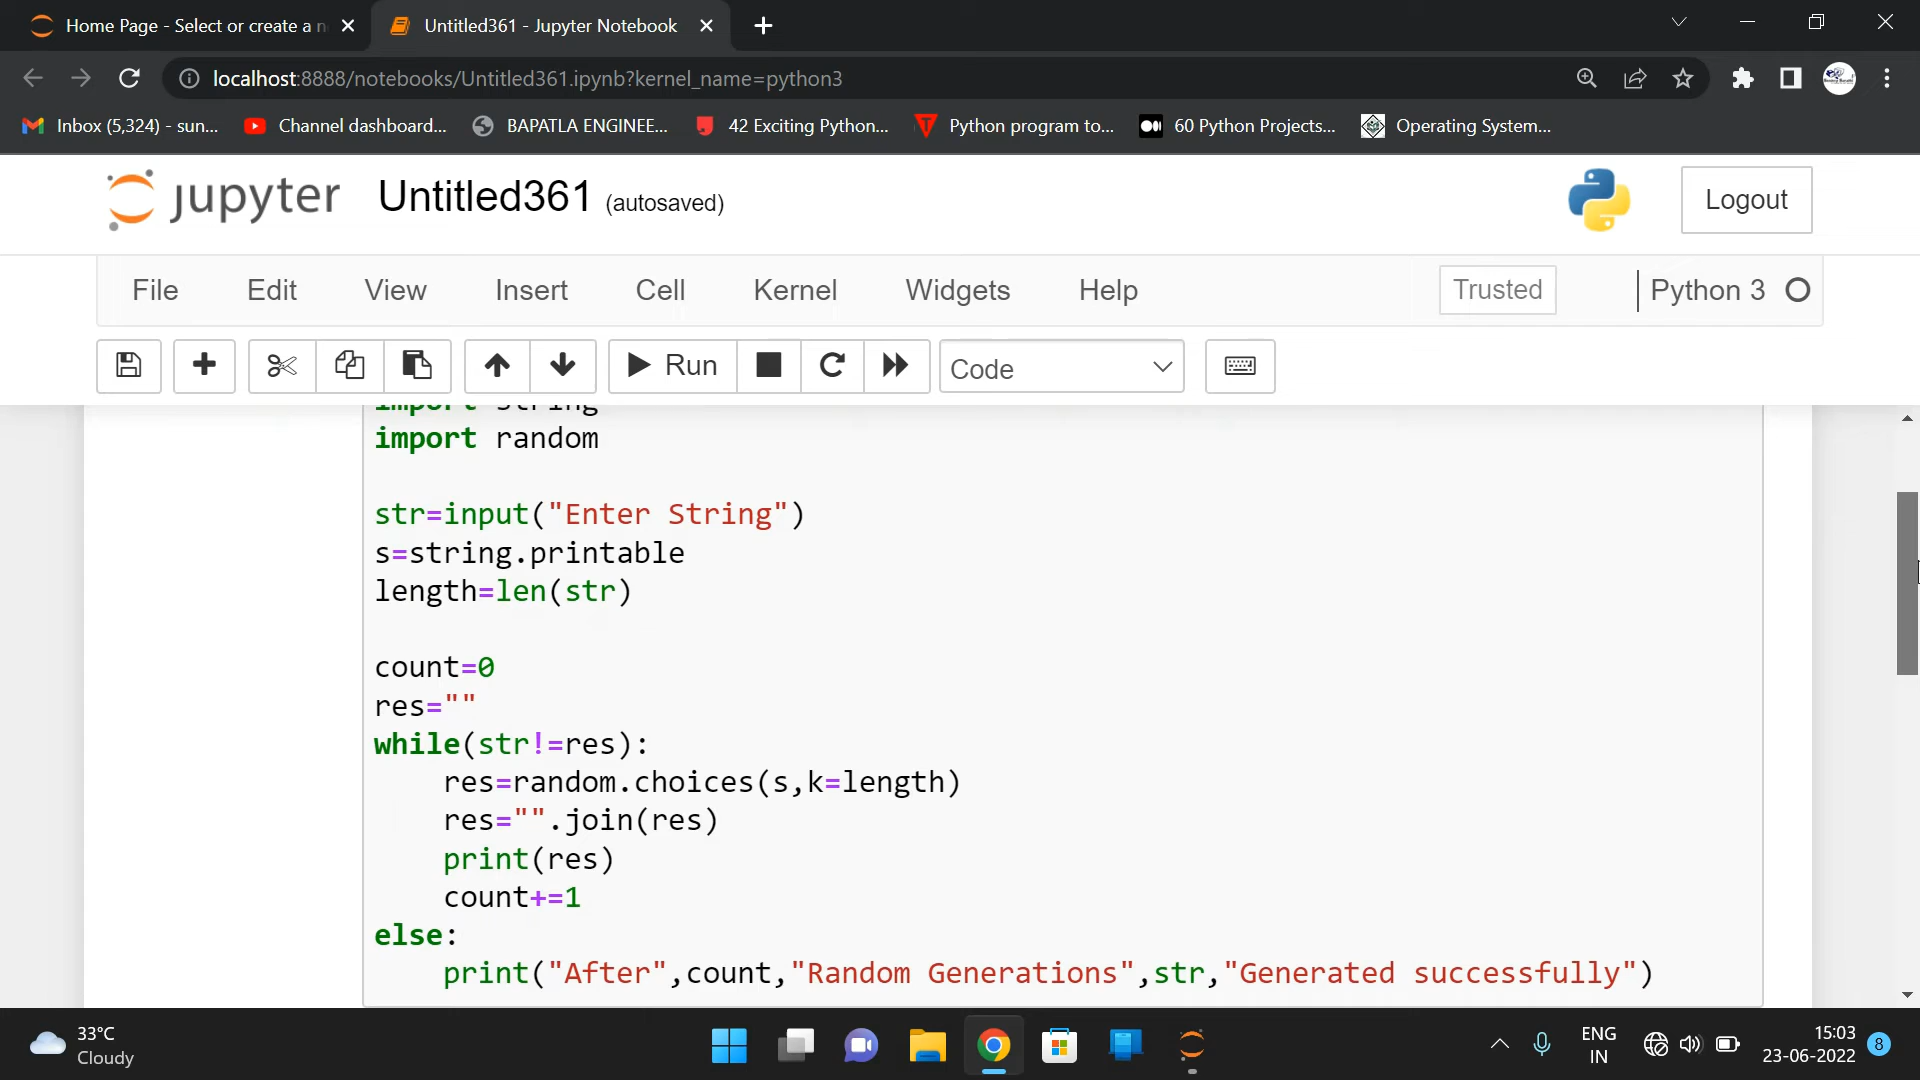 Home Page - Select or create a n
Untitled361 - Jupyter Notebook
localhost:8888/notebooks/Untitled361.ipynb?kernel_name=python3
Inbox (5,324) - sun...
Channel dashboard...
BAPATLA ENGINEE...
42 Exciting Python...
Python program to...
60 Python Projects...
Operating System...
jupyter
Untitled361 (autosaved)
Logout
File Edit View Insert Cell Kernel Widgets Help
Trusted
Python 3
Run
Code
import string
import random
str=input("Enter String")
s=string.printable
length=len(str)
count=0
res=""
while(str!=res):
    res=random.choices(s,k=length)
    res="".join(res)
    print(res)
    count+=1
else:
    print("After",count,"Random Generations",str,"Generated successfully")
33°C
Cloudy
ENG
IN
15:03
23-06-2022
8